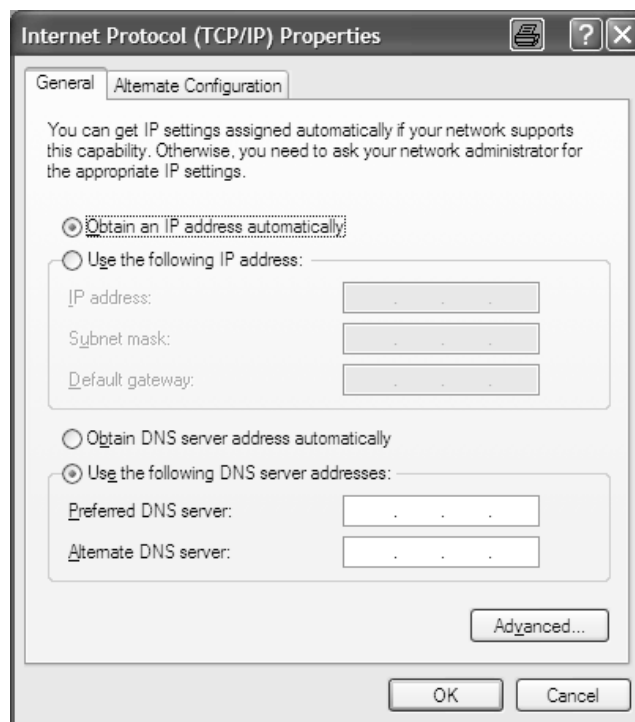 Internet Protocol (TCP/IP) Properties
General
Alternate Configuration
You can get IP settings assigned automatically if your network supports
this capability. Otherwise, you need to ask your network administrator for
the appropriate IP settings.
Obtain an IP address automatically
Use the following IP address:
IP address:
Subnet mask:
Default gateway:
Obtain DNS server address automatically
Use the following DNS server addresses:
Preferred DNS server:
Alternate DNS server:
Advanced...
OK
Cancel